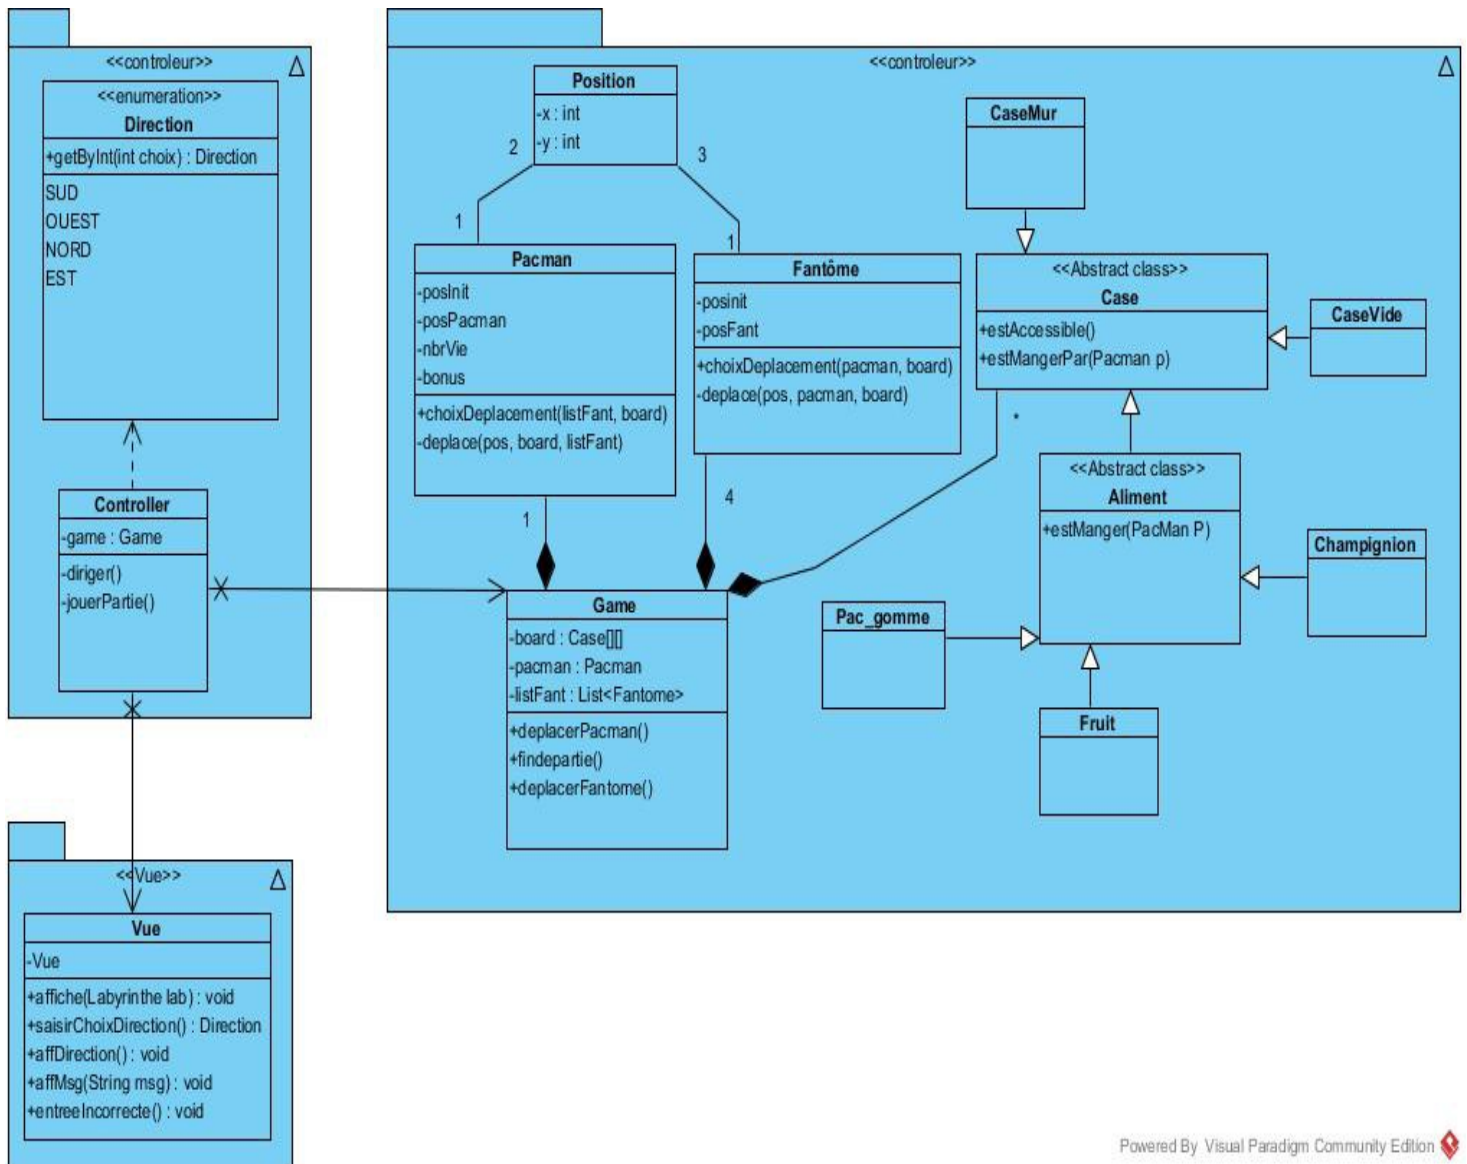 <<controleur>>
<<enumeration>>
Direction
+getByInt(int choix) : Direction
SUD
OUEST
NORD
EST
Controller
-game : Game
-diriger()
-jouerPartie()
<<Vue>>
Vue
-Vue
+affiche(Labyrinthe lab) : void
+saisirChoixDirection() : Direction
+affDirection() : void
+affMsg(String msg) : void
+entreeIncorrecte() : void
<<controleur>>
Position
-x : int
-y : int
2
3
1
1
Pacman
-posInit
-posPacman
-nbrVie
-bonus
+choixDeplacement(listFant, board)
-deplace(pos, board, listFant)
Fantôme
-posinit
-posFant
+choixDeplacement(pacman, board)
-deplace(pos, pacman, board)
1
4
*
Game
-board : Case[][]
-pacman : Pacman
-listFant : List<Fantome>
+deplacerPacman()
+findepartie()
+deplacerFantome()
CaseMur
<<Abstract class>>
Case
+estAccessible()
+estMangerPar(Pacman p)
CaseVide
<<Abstract class>>
Aliment
+estManger(PacMan P)
Champignion
Pac_gomme
Fruit
Powered By Visual Paradigm Community Edition